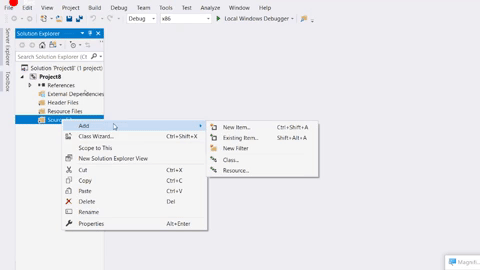 File Edit View Project Build Debug Team Tools Test Analyze Window Help
Debug x86 Local Windows Debugger
Server Explorer
Toolbox
Solution Explorer
Search Solution Explorer (Ctrl
Solution 'Project8' (1 project)
Project8
References
External Dependencies
Header Files
Resource Files
Add
Class Wizard... Ctrl+Shift+X
Scope to This
New Solution Explorer View
Cut Ctrl+X
Copy Ctrl+C
Paste Ctrl+V
Delete Del
Rename
Properties Alt+Enter
New Item... Ctrl+Shift+A
Existing Item... Shift+Alt+A
New Filter
Class...
Resource...
Magnifi...